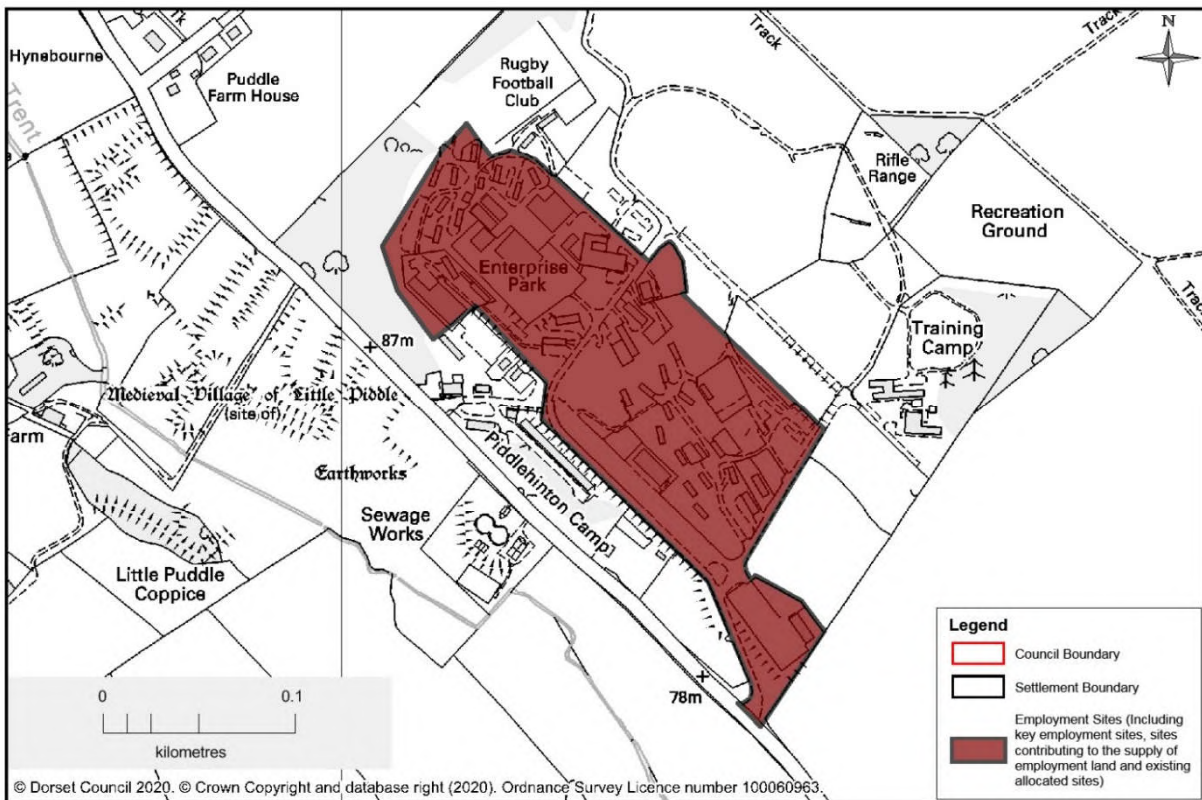 Hynebourne
Tk
Puddle
Farm House
Trent
Rugby
Football
Club
Track
Track
N
Rifle
Range
Recreation
Ground
Track
Enterprise
Park
Training
Camp
87m
Medieval Village of Little Piddle
(site of)
Farm
Earthworks
Piddlehinton Camp
Sewage
Works
Little Puddle
Coppice
78m
0 0.1
kilometres
Legend
Council Boundary
Settlement Boundary
Employment Sites (Including
key employment sites, sites
contributing to the supply of
employment land and existing
allocated sites)
© Dorset Council 2020. © Crown Copyright and database right (2020). Ordnance Survey Licence number 100060963.